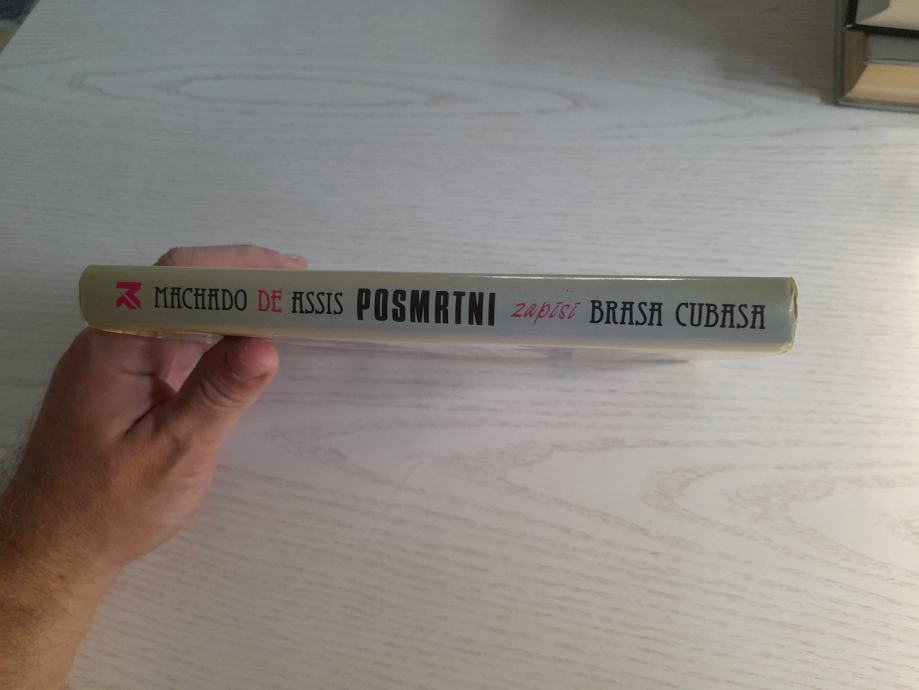 MACHADO DE ASSIS POSMRTNI zapisi BRASA CUBASA